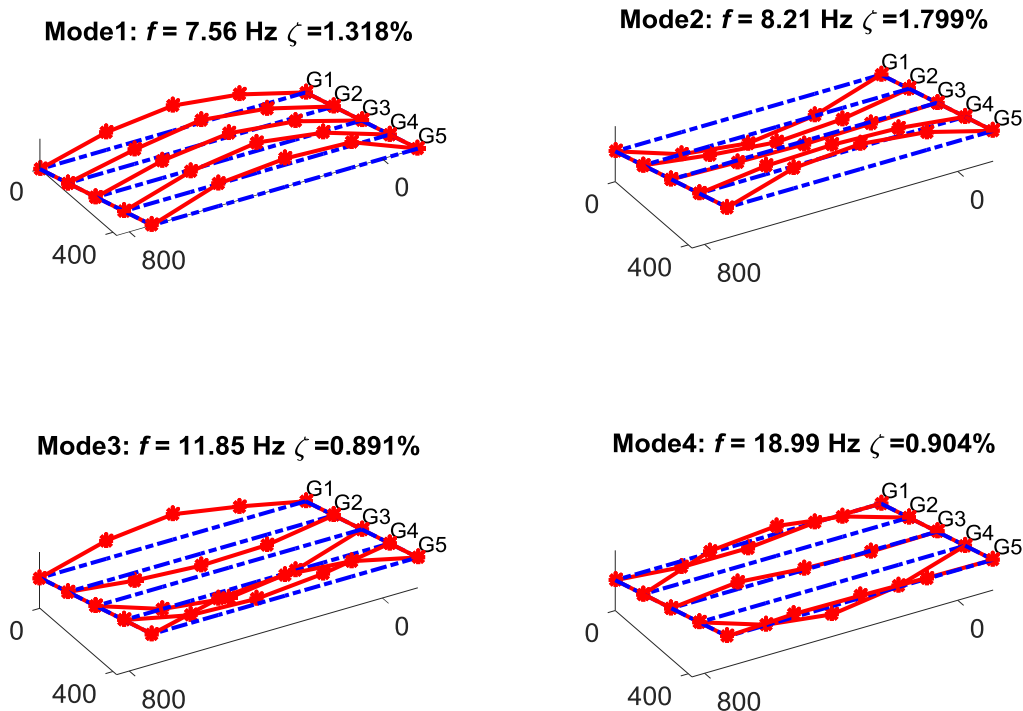 Mode1: f = 7.56 Hz ζ =1.318%
G1
G2
G3
G4
G5
0
0
400
800
Mode2: f = 8.21 Hz ζ =1.799%
G1
G2
G3
G4
G5
0
0
400
800
Mode3: f = 11.85 Hz ζ =0.891%
G1
G2
G3
G4
G5
0
0
400
800
Mode4: f = 18.99 Hz ζ =0.904%
G1
G2
G3
G4
G5
0
0
400
800